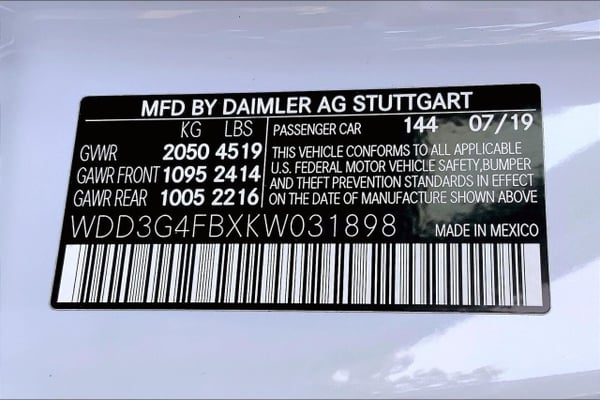 MFD BY DAIMLER AG STUTTGART
KG LBS PASSENGER CAR 144 07/19
GVWR 2050 4519 THIS VEHICLE CONFORMS TO ALL APPLICABLE
GAWR FRONT 1095 2414 U.S. FEDERAL MOTOR VEHICLE SAFETY,BUMPER
GAWR REAR 1005 2216 AND THEFT PREVENTION STANDARDS IN EFFECT
ON THE DATE OF MANUFACTURE SHOWN ABOVE
WDD3G4FBXKW031898 MADE IN MEXICO